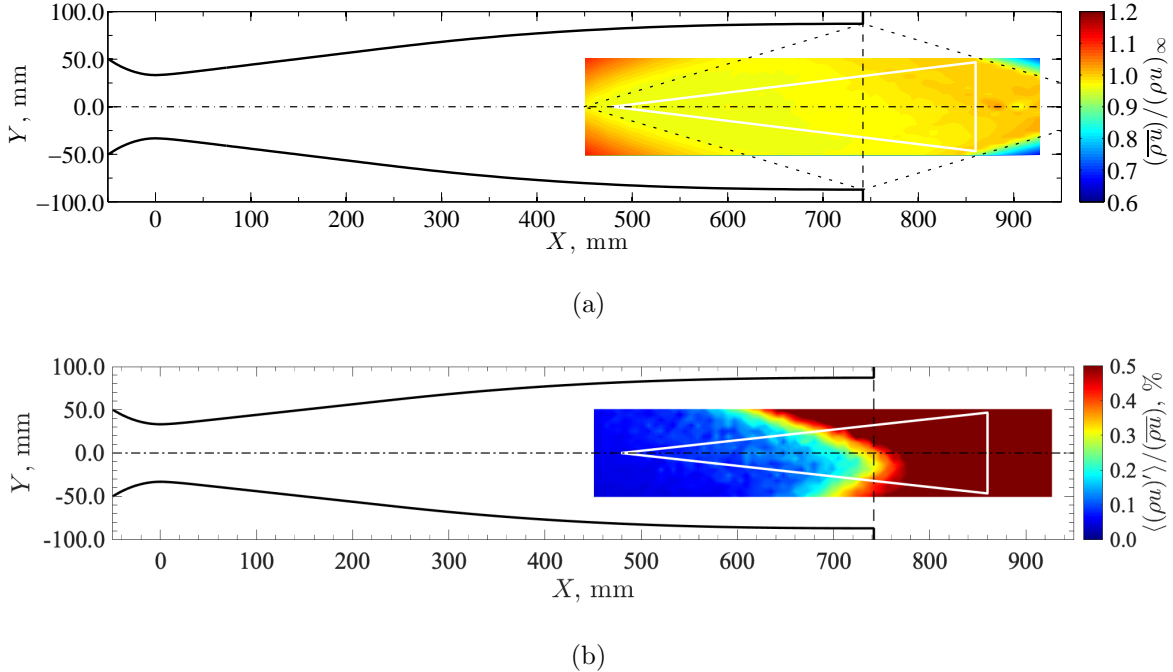 100.0
50.0
0.0
−50.0
−100.0
Y, mm
0 100 200 300 400 500 600 700 800 900
X, mm
1.2
1.1
1.0
0.9
0.8
0.7
0.6
(\overline{ρu})/(ρu)∞
(a)
100.0
50.0
0.0
-50.0
-100.0
Y, mm
0 100 200 300 400 500 600 700 800 900
X, mm
0.5
0.4
0.3
0.2
0.1
0.0
⟨(ρu)′⟩/(\overline{ρu}), %
(b)